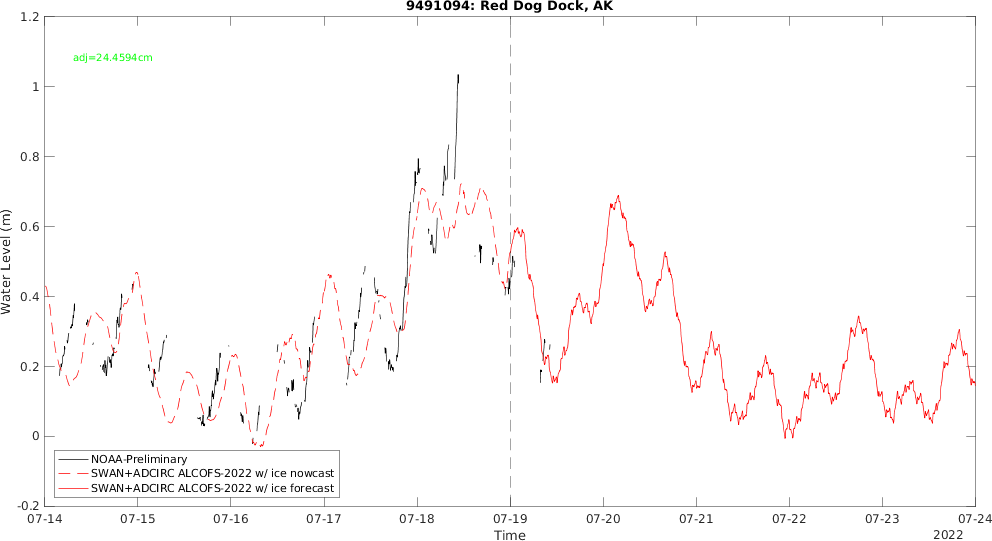 9491094: Red Dog Dock, AK
adj=24.4594cm
Water Level (m)
1.2
1
0.8
0.6
0.4
0.2
0
-0.2
NOAA-Preliminary
SWAN+ADCIRC ALCOFS-2022 w/ ice nowcast
SWAN+ADCIRC ALCOFS-2022 w/ ice forecast
07-14 07-15 07-16 07-17 07-18 07-19 07-20 07-21 07-22 07-23 07-24
Time
2022